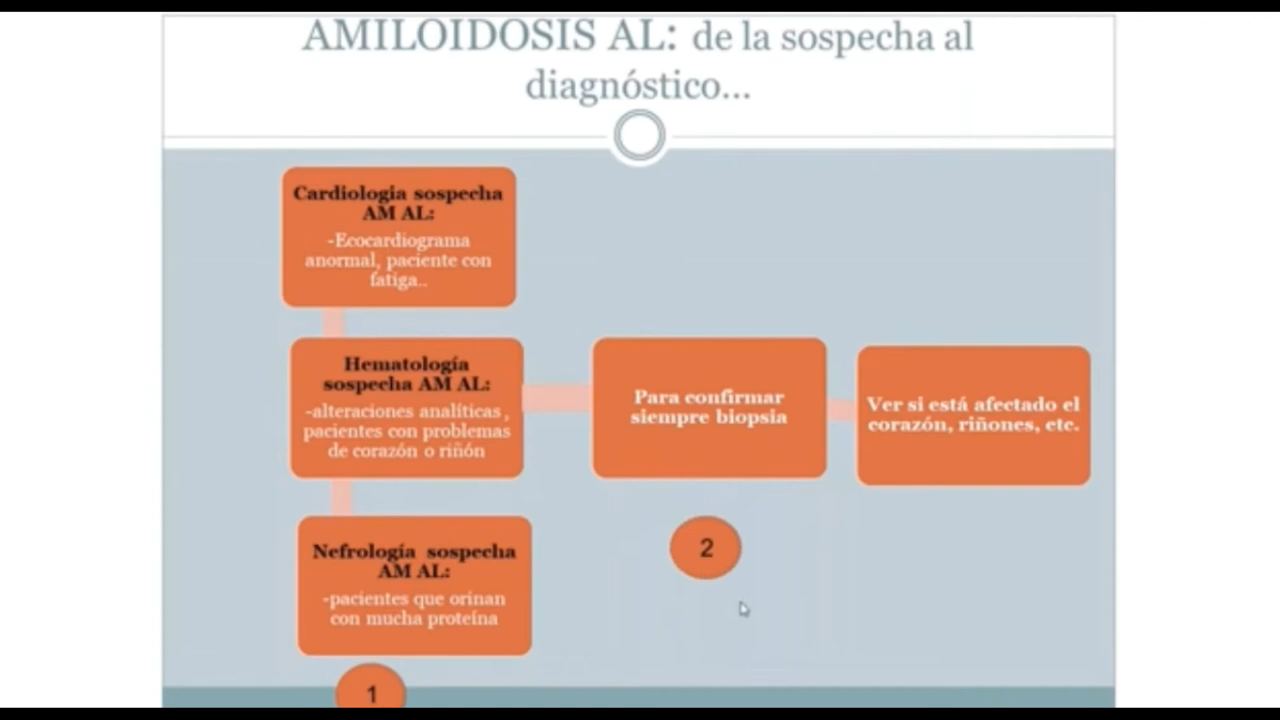 AMILOIDOSIS AL: de la sospecha al
diagnóstico...
Cardiologia sospecha
AM AL:
-Ecocardiograma
anormal, paciente con
fatiga..
Hematología
sospecha AM AL:
-alteraciones analíticas,
pacientes con problemas
de corazón o riñón
Nefrología sospecha
AM AL:
-pacientes que orinan
con mucha proteína
1
Para confirmar
siempre biopsia
2
Ver si está afectado el
corazón, riñones, etc.